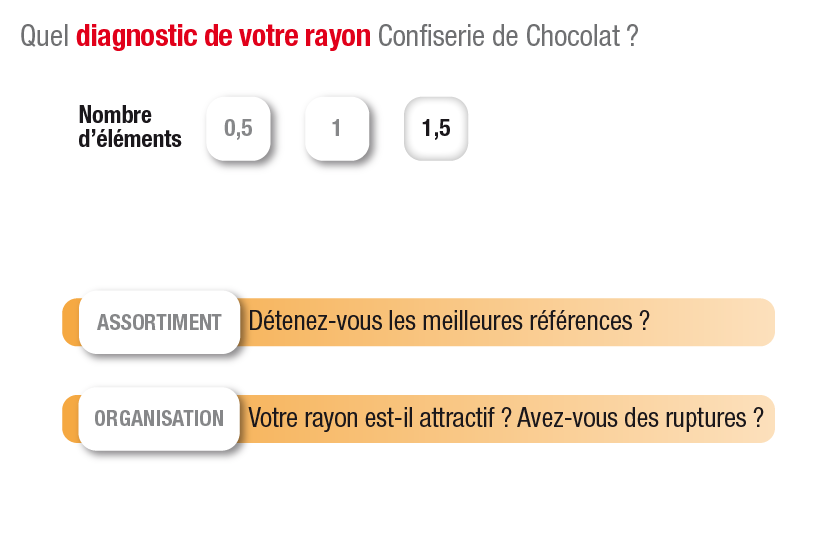 Quel diagnostic de votre rayon Confiserie de Chocolat ?
Nombre
d’éléments
0,5
1
1,5
ASSORTIMENT Détenez-vous les meilleures références ?
ORGANISATION Votre rayon est-il attractif ? Avez-vous des ruptures ?